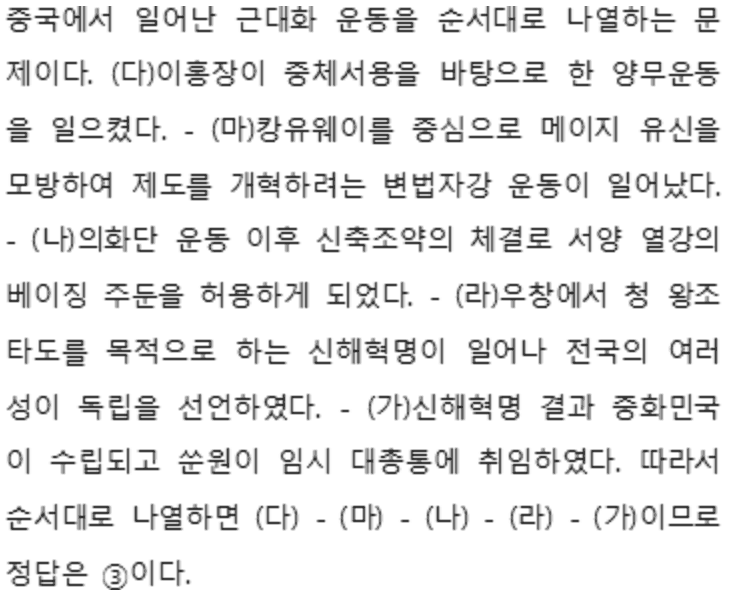 중국에서 일어난 근대화 운동을 순서대로 나열하는 문
제이다. (다)이홍장이 중체서용을 바탕으로 한 양무운동
을 일으켰다. - (마)캉유웨이를 중심으로 메이지 유신을
모방하여 제도를 개혁하려는 변법자강 운동이 일어났다.
- (나)의화단 운동 이후 신축조약의 체결로 서양 열강의
베이징 주둔을 허용하게 되었다. - (라)우창에서 청 왕조
타도를 목적으로 하는 신해혁명이 일어나 전국의 여러
성이 독립을 선언하였다. - (가)신해혁명 결과 중화민국
이 수립되고 쑨원이 임시 대총통에 취임하였다. 따라서
순서대로 나열하면 (다) - (마) - (나) - (라) - (가)이므로
정답은 ③이다.